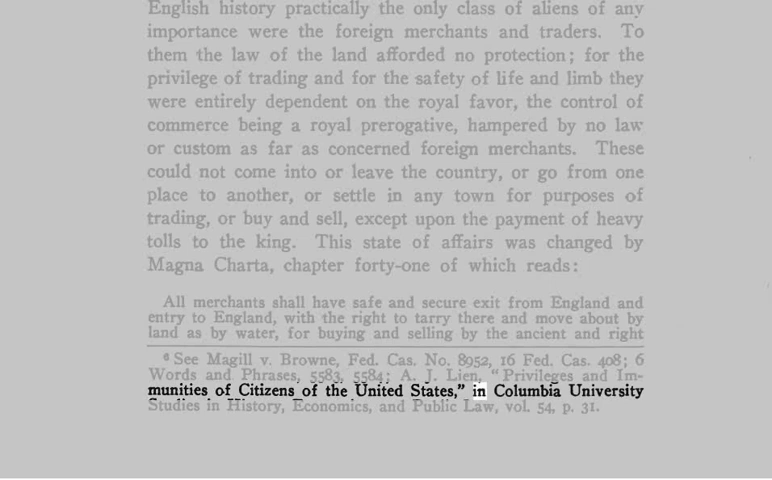 English history practically the only class of aliens of any
importance were the foreign merchants and traders. To
them the law of the land afforded no protection; for the
privilege of trading and for the safety of life and limb they
were entirely dependent on the royal favor, the control of
commerce being a royal prerogative, hampered by no law
or custom as far as concerned foreign merchants. These
could not come into or leave the country, or go from one
place to another, or settle in any town for purposes of
trading, or buy and sell, except upon the payment of heavy
tolls to the king. This state of affairs was changed by
Magna Charta, chapter forty-one of which reads:
All merchants shall have safe and secure exit from England and
entry to England, with the right to tarry there and move about by
land as by water, for buying and selling by the ancient and right
⁶ See Magill v. Browne, Fed. Cas. No. 8952, 16 Fed. Cas. 408; 6
Words and Phrases, 5583, 5584; A. J. Lien, "Privileges and Im-
munities of Citizens of the United States," in Columbia University
Studies in History, Economics, and Public Law, vol. 54, p. 31.